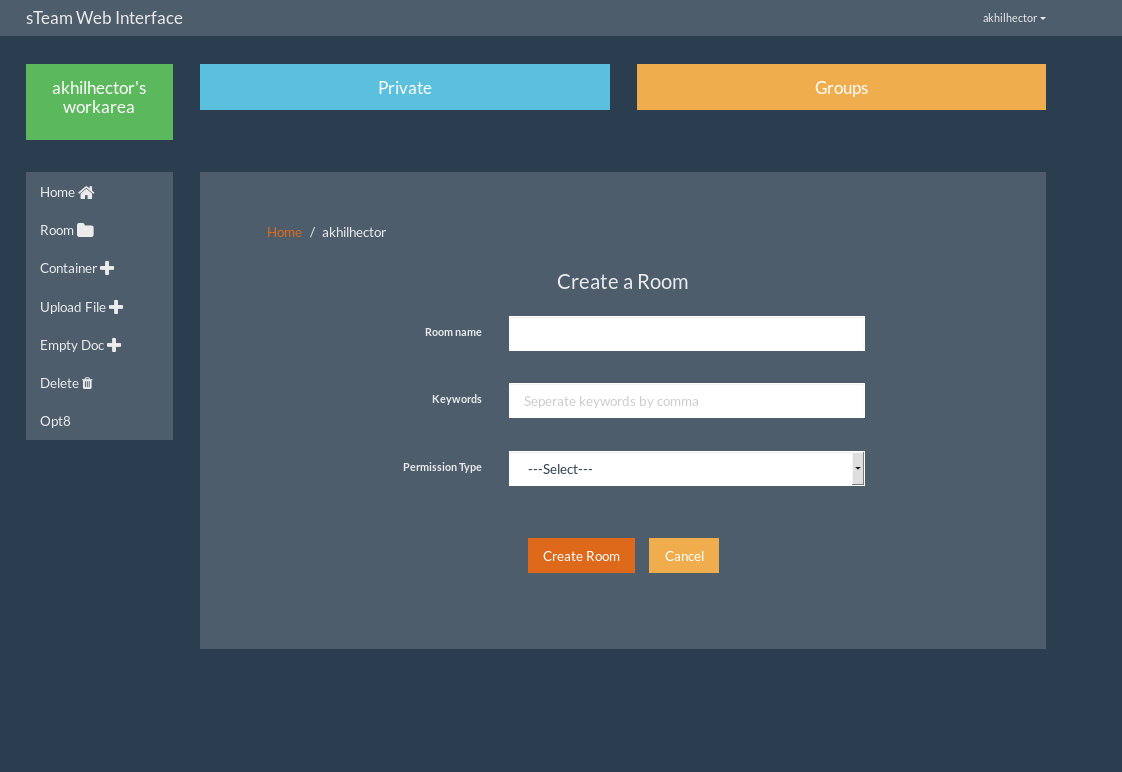 sTeam Web Interface
akhilhector
akhilhector's
workarea
Private
Groups
Home
Room
Container
Upload File
Empty Doc
Delete
Opt8
Home / akhilhector
Create a Room
Room name
Keywords
Seperate keywords by comma
Permission Type
---Select---
Create Room
Cancel